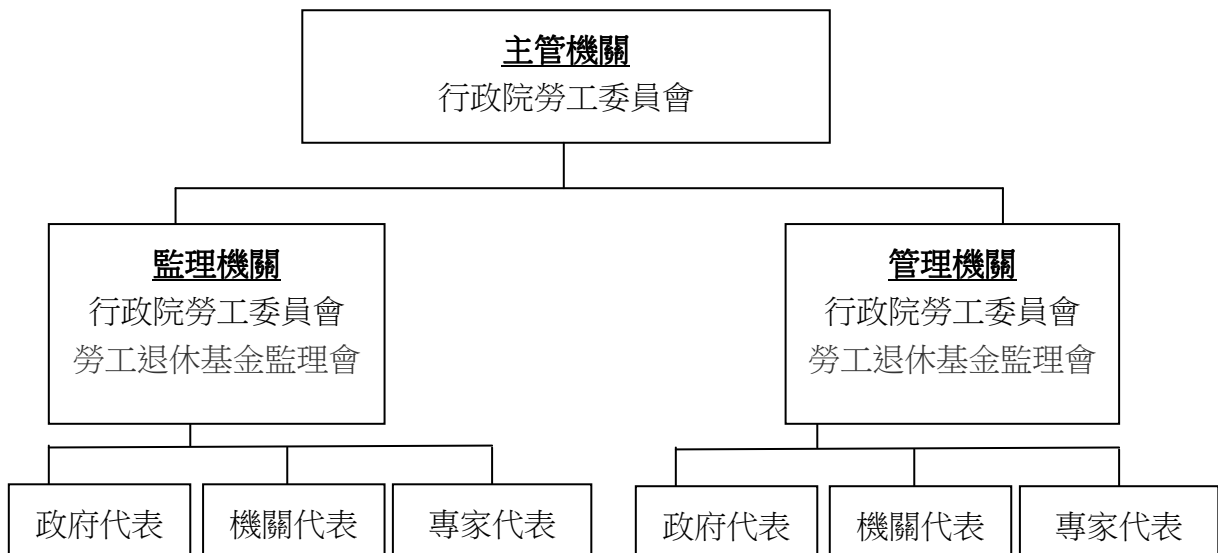 主管機關
行政院勞工委員會
監理機關
行政院勞工委員會
勞工退休基金監理會
管理機關
行政院勞工委員會
勞工退休基金監理會
政府代表
機關代表
專家代表
政府代表
機關代表
專家代表